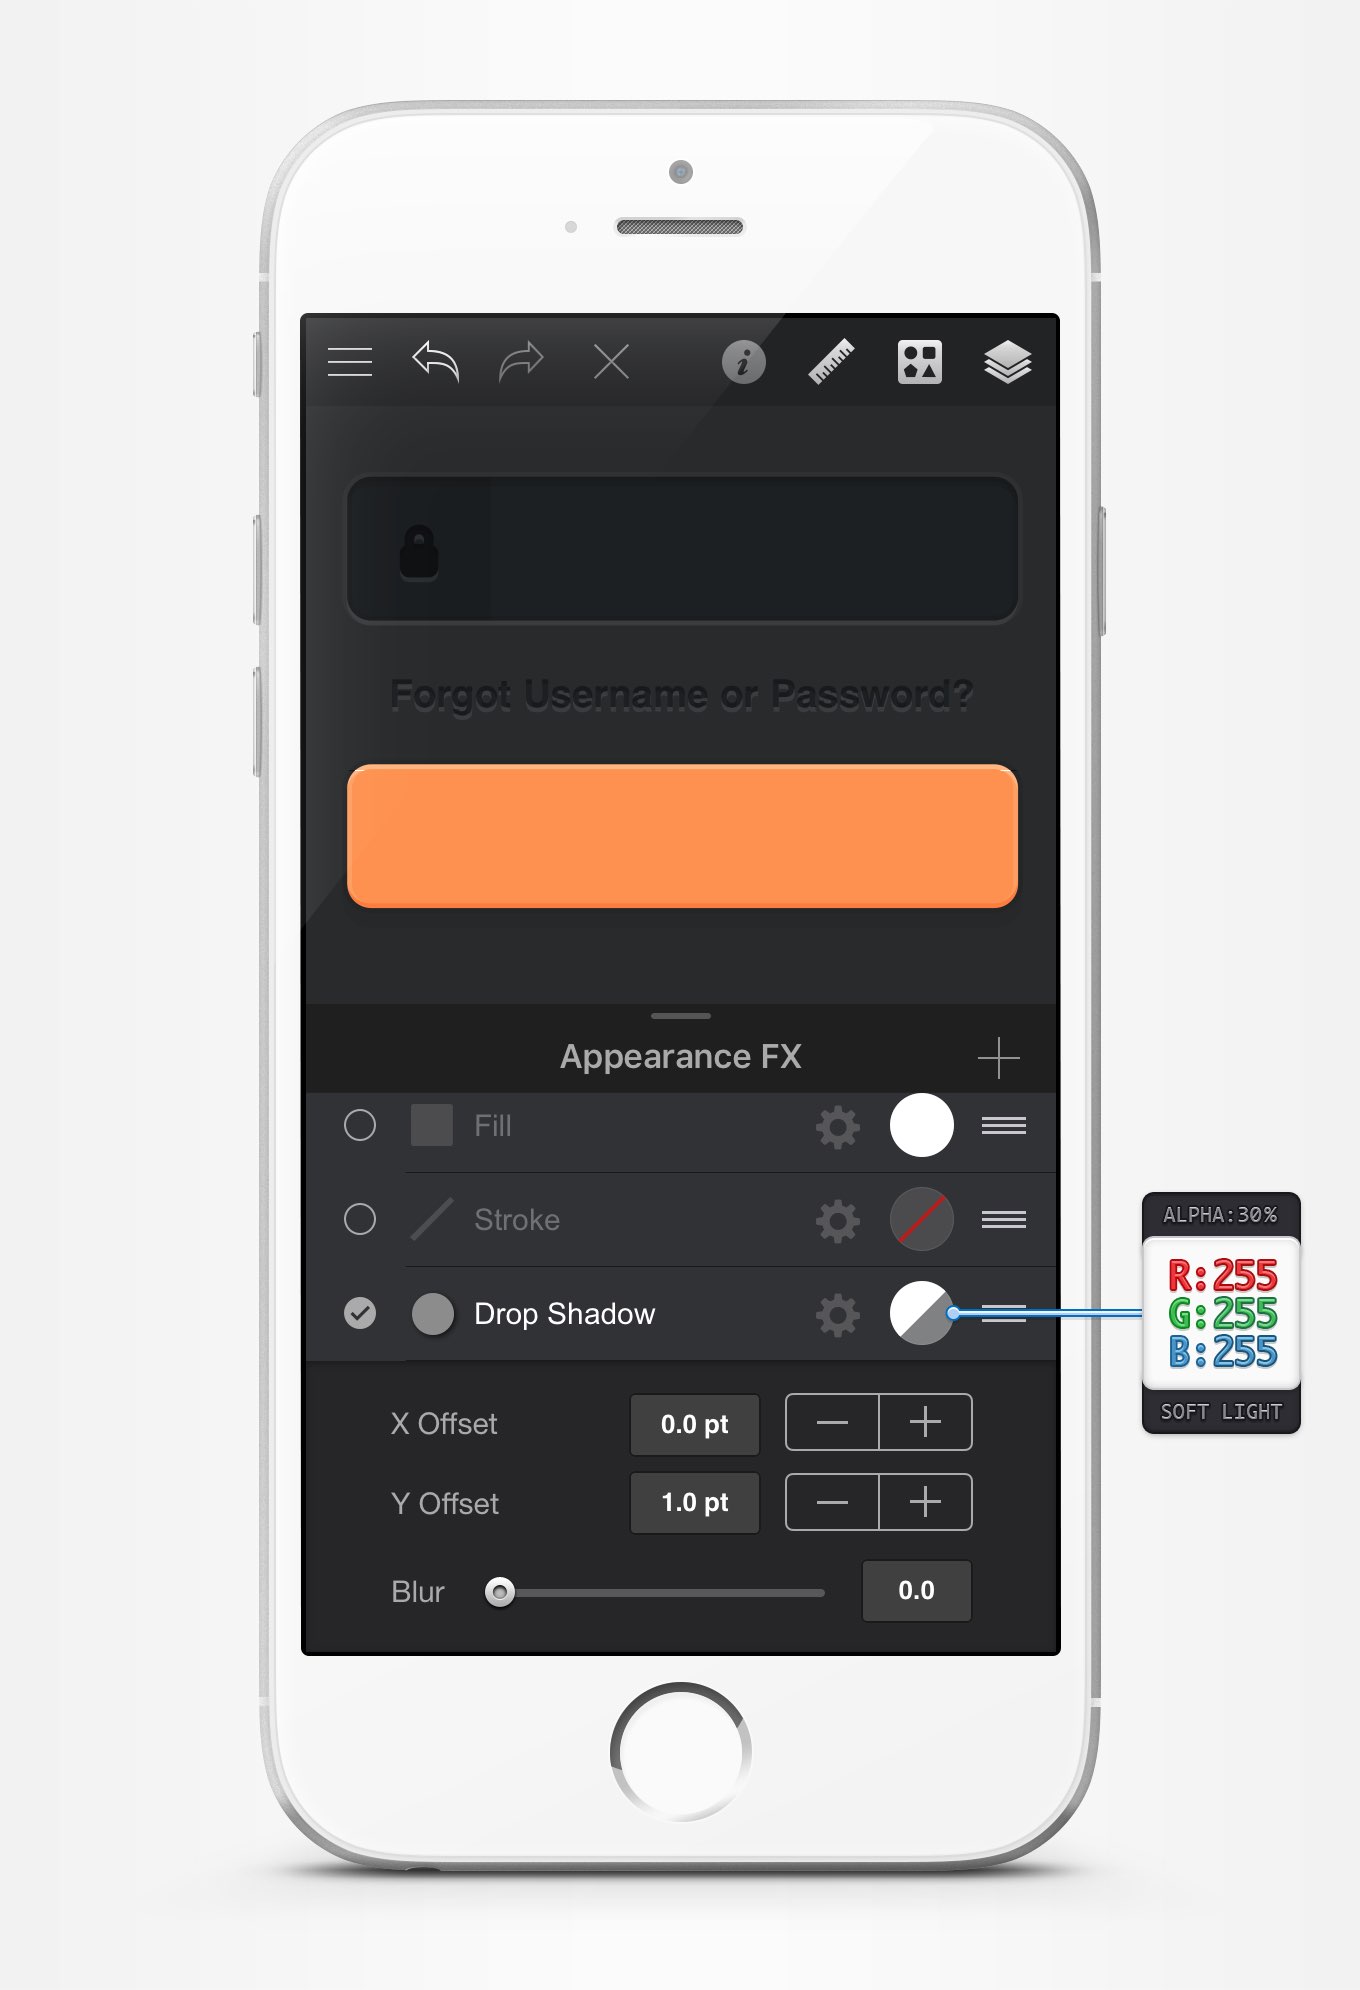 Forgot Username or Password?
Appearance FX
Fill
Stroke
Drop Shadow
X Offset 0.0 pt
Y Offset 1.0 pt
Blur 0.0
ALPHA:30%
R:255
G:255
B:255
SOFT LIGHT